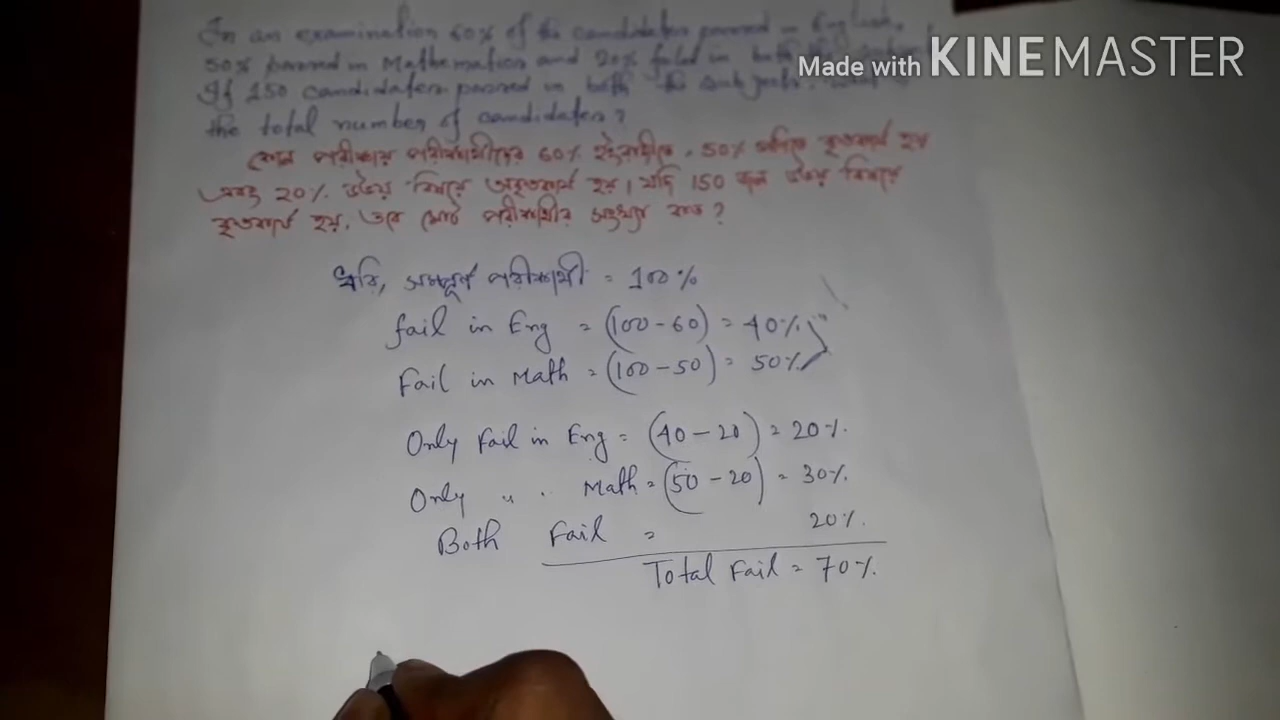 In an examination 60% of the candidates passed in English,
50% passed in Mathematics and 20% failed in both the
If 150 candidates passed in both the subjects,
the total number of candidates?
Made with KINEMASTER
কোন পরীক্ষায় পরীক্ষার্থীদের 60% ইংরাজীতে, 50% গণিতে কৃতকার্য হয়
এবং 20% উভয় বিষয়ে অকৃতকার্য হয়। যদি 150 জন উভয় বিষয়ে
কৃতকার্য হয়, তবে মোট পরীক্ষার্থীর সংখ্যা কত?
ধরি, সম্পূর্ণ পরীক্ষার্থী = 100%
fail in Eng = (100-60) = 40%
Fail in Math = (100-50) = 50%
Only Fail in Eng = (40-20) = 20%.
Only " " Math = (50-20) = 30%.
Both Fail = 20%.
Total Fail = 70%.